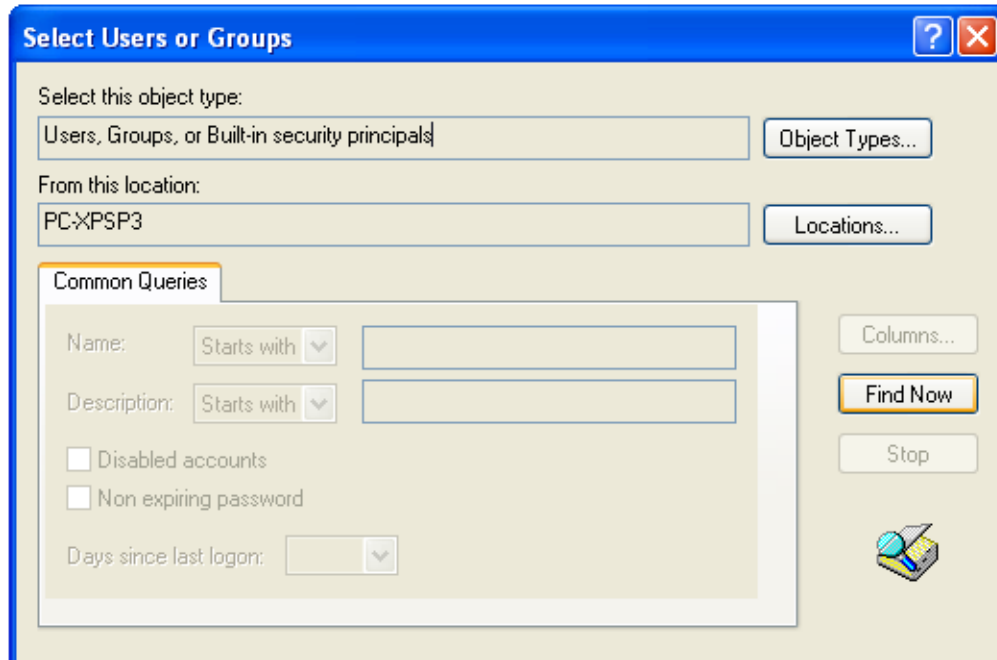 Select Users or Groups
Select this object type:
Users, Groups, or Built-in security principals
Object Types...
From this location:
PC-XPSP3
Locations...
Common Queries
Name:
Starts with
Columns...
Description:
Starts with
Find Now
Disabled accounts
Stop
Non expiring password
Days since last logon: